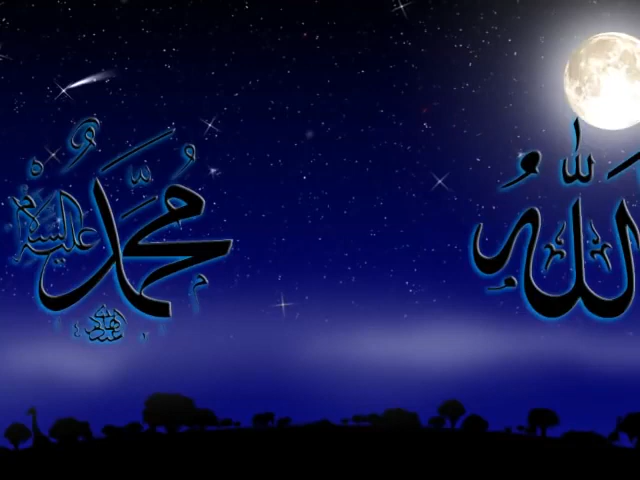 الله
محمد
عليه السلام